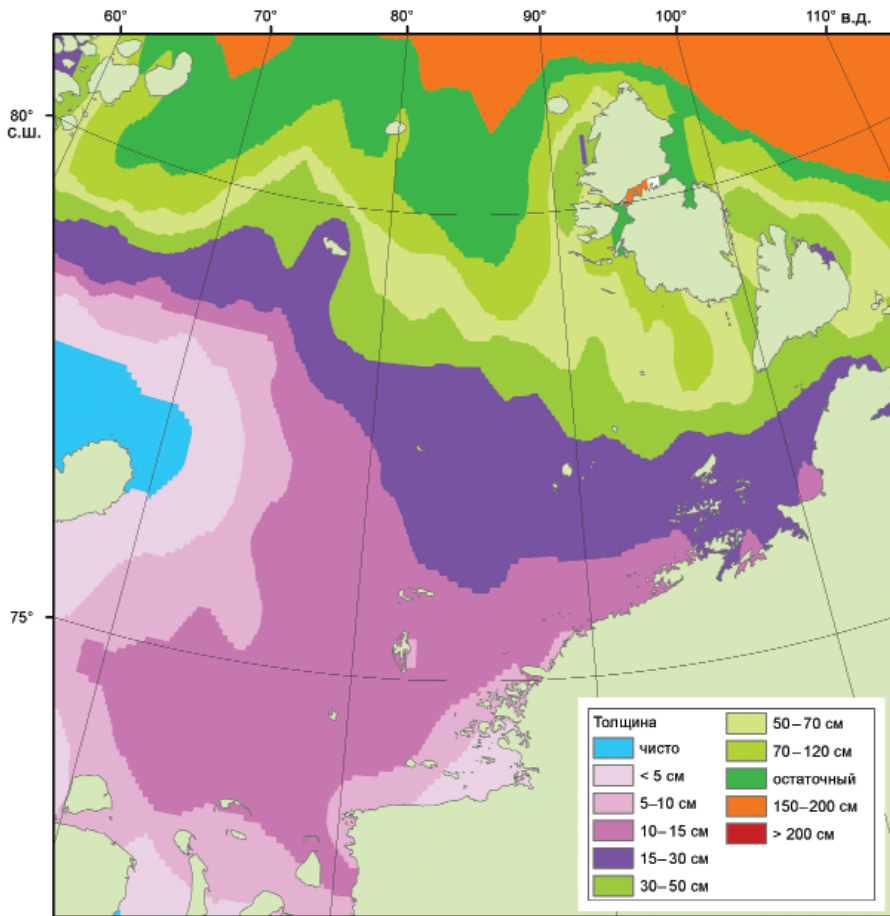 60° 70° 80° 90° 100° 110° в.д.
80°
с.ш.
75°
Толщина
чисто
< 5 см
5–10 см
10–15 см
15–30 см
30–50 см
50–70 см
70–120 см
остаточный
150–200 см
> 200 см